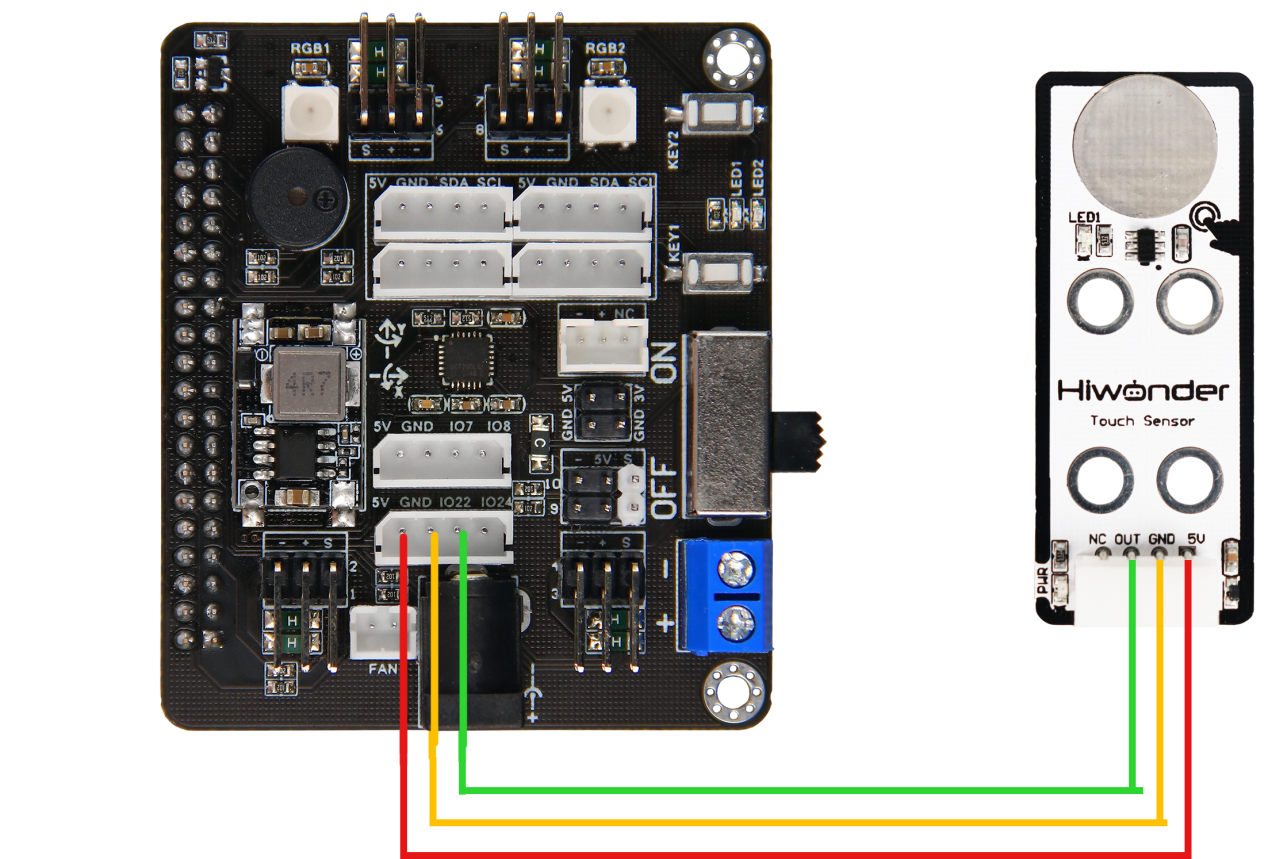 RGB1
RGB2
5
6
7
8
S + -
S + -
KEY2
5V GND SDA SCL
5V GND SDA SCL
LED1
LED2
KEY1
- + NC
ON
4R7
Y
X
GND 5V
GND 3V
5V GND IO7 IO8
C
- 5V S
10
9
OFF
5V GND IO22 IO24
- + S
2
1
- + S
3
-
+
FAN
H
H
H
H
H
H
H
H
-
+
LED1
Hiwonder
Touch Sensor
NC OUT GND 5V
PWR